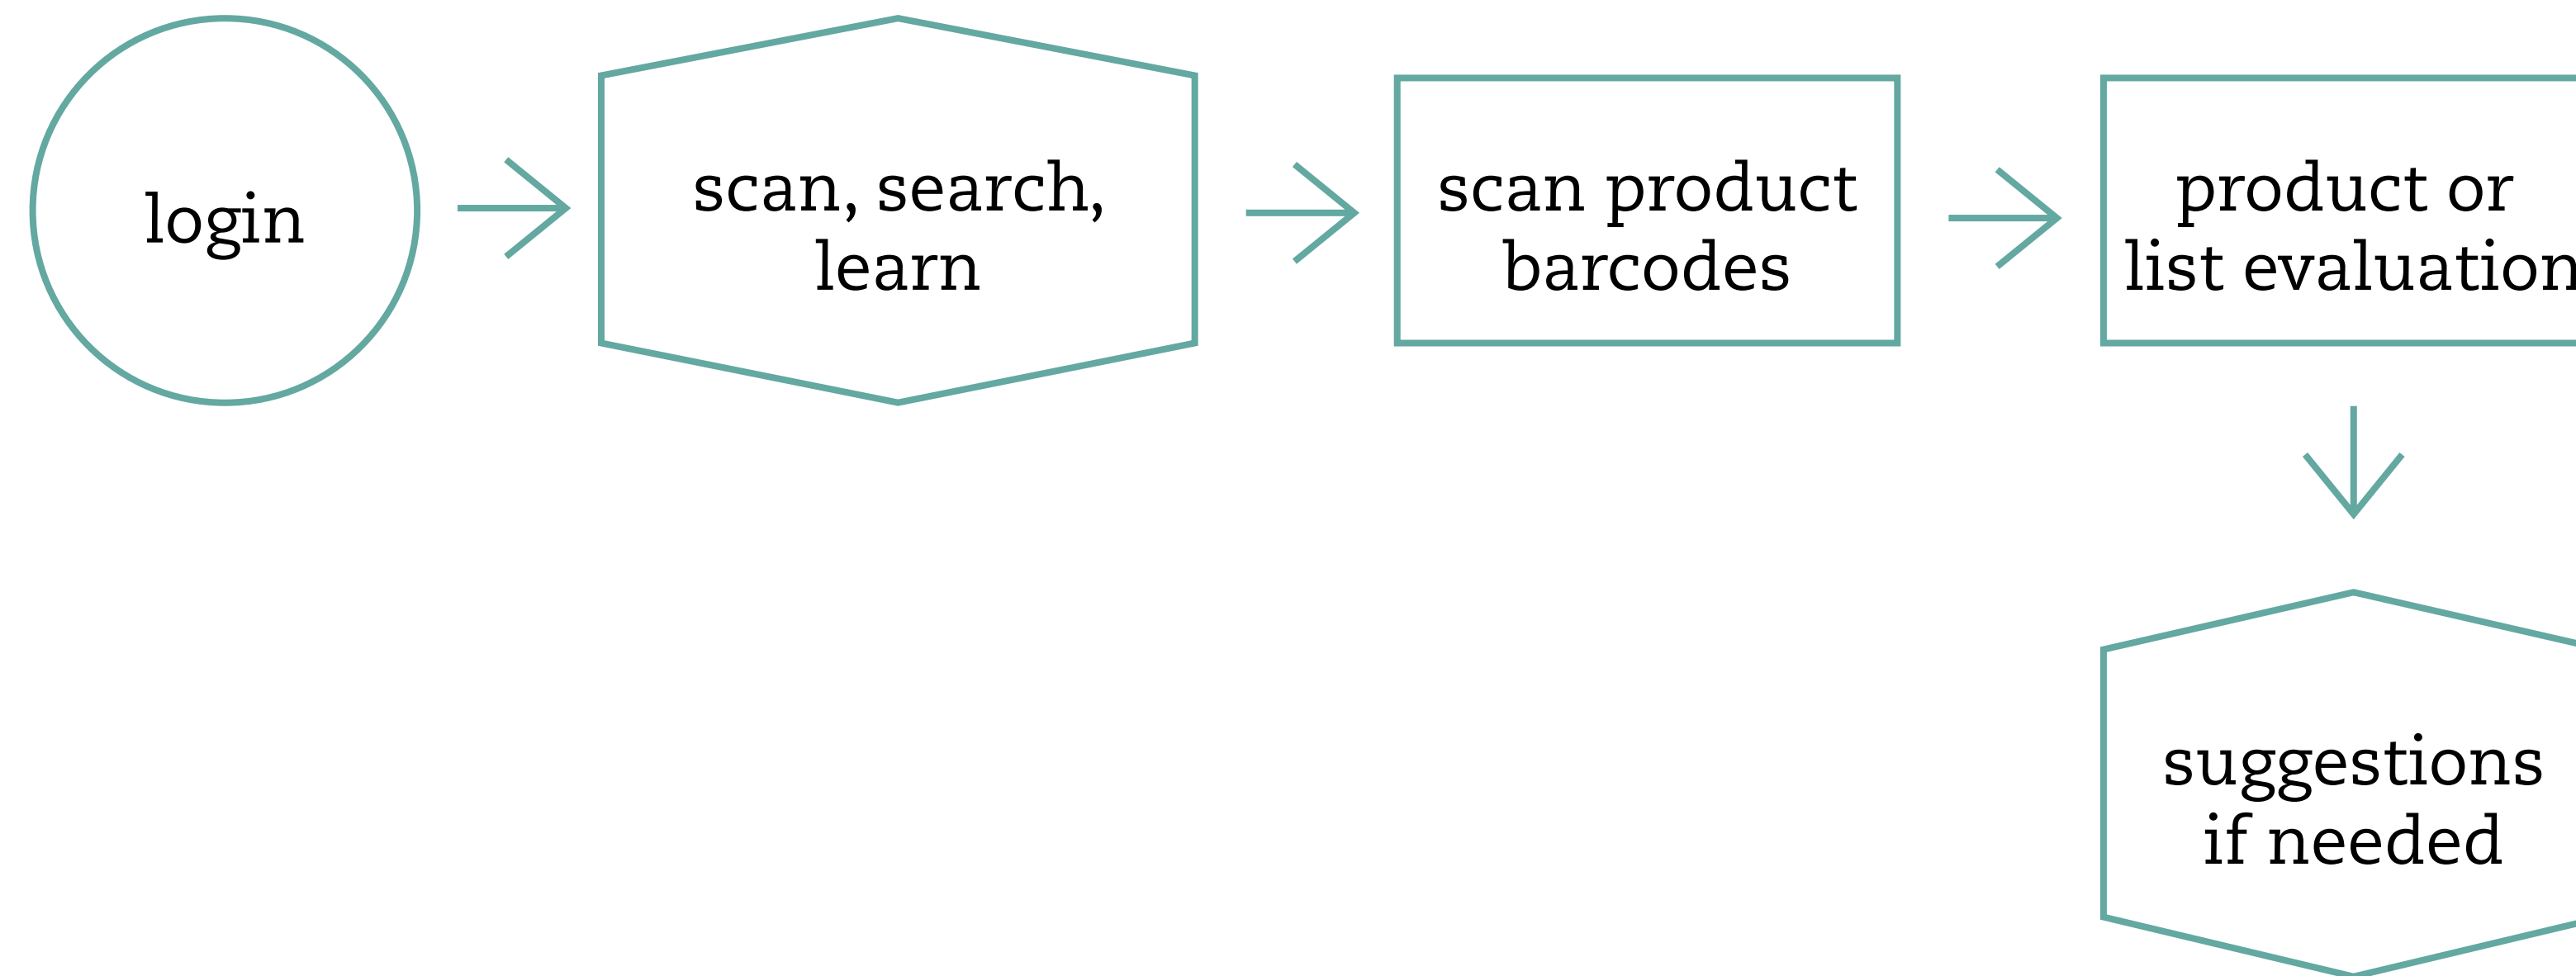 login
scan, search,
learn
scan product
barcodes
product or
list evaluation
suggestions
if needed